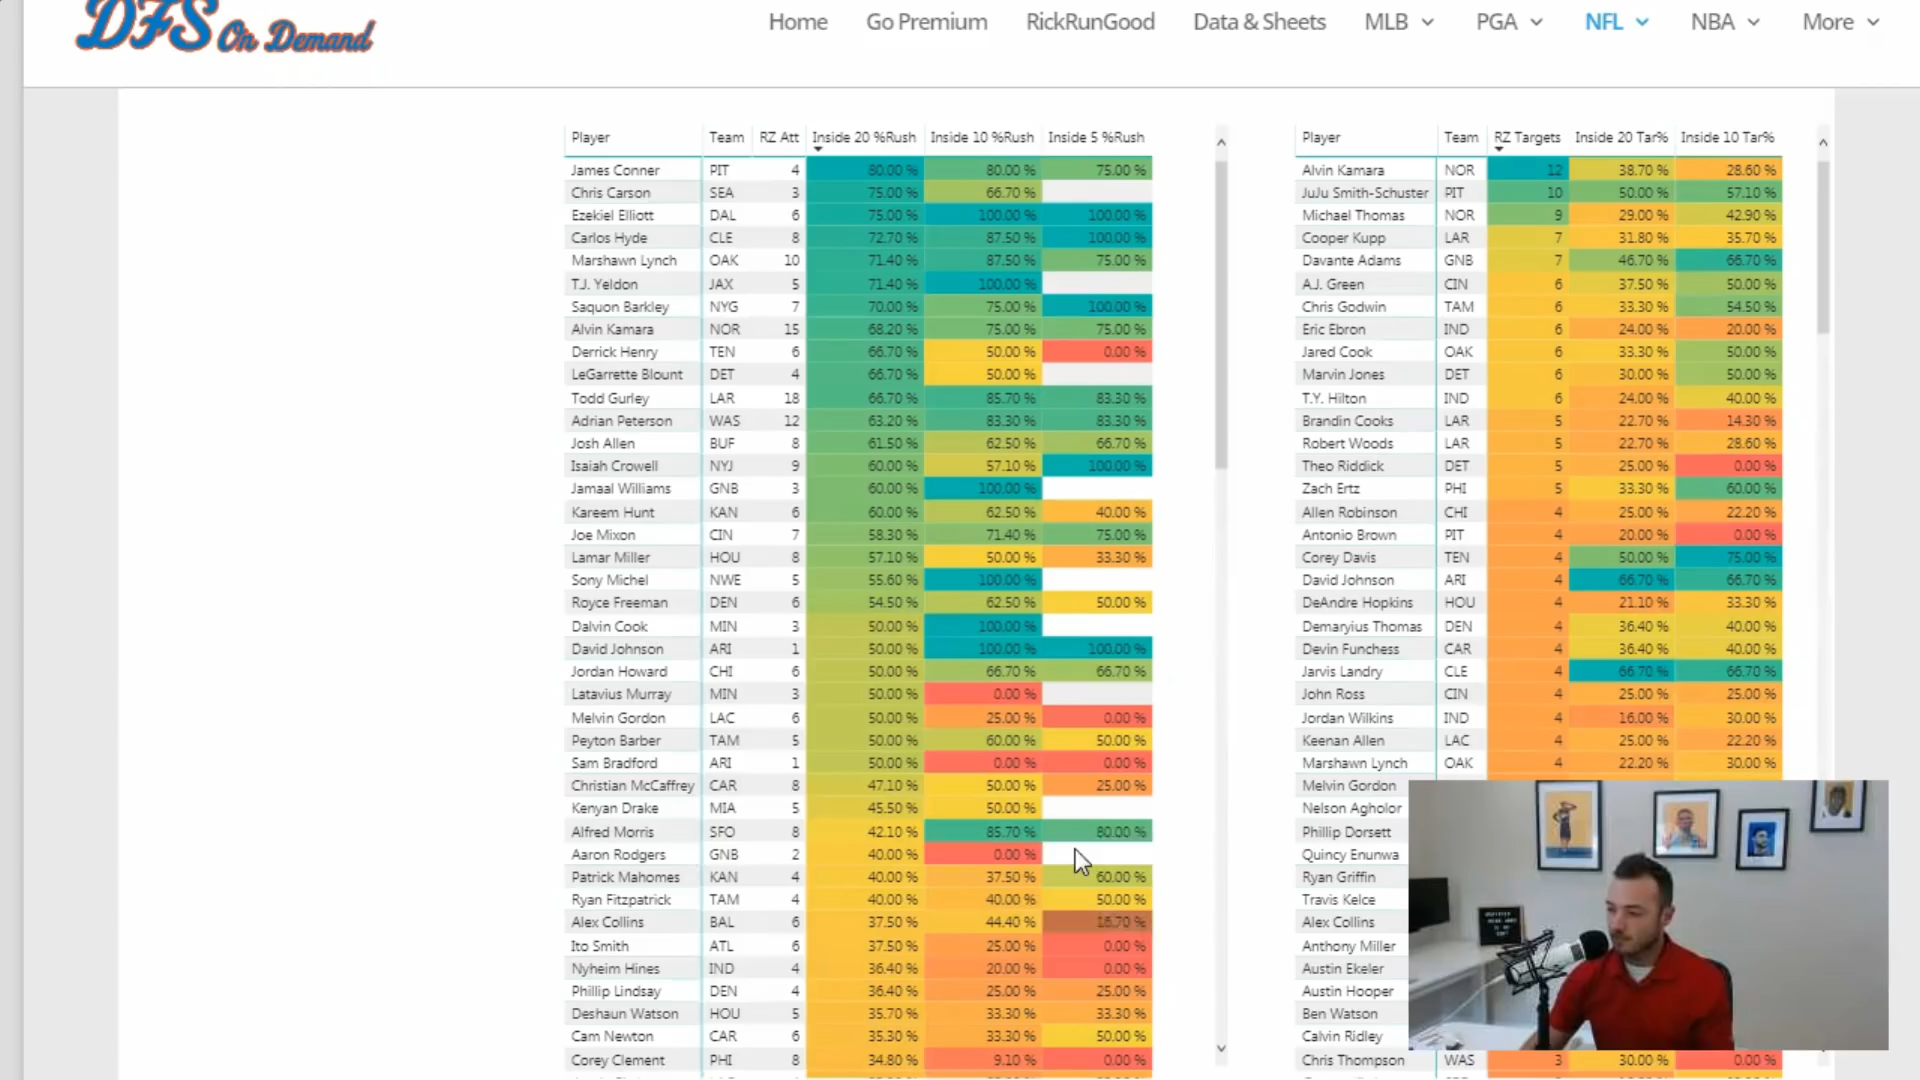 DFS On Demand
Home Go Premium RickRunGood Data & Sheets MLB PGA NFL NBA More
Player Team RZ Att Inside 20 %Rush Inside 10 %Rush Inside 5 %Rush
James Conner PIT 4 80.00 % 80.00 % 75.00 %
Chris Carson SEA 3 75.00 % 66.70 %
Ezekiel Elliott DAL 6 75.00 % 100.00 % 100.00 %
Carlos Hyde CLE 8 72.70 % 87.50 % 100.00 %
Marshawn Lynch OAK 10 71.40 % 87.50 % 75.00 %
T.J. Yeldon JAX 5 71.40 % 100.00 %
Saquon Barkley NYG 7 70.00 % 75.00 % 100.00 %
Alvin Kamara NOR 15 68.20 % 75.00 % 75.00 %
Derrick Henry TEN 6 66.70 % 50.00 % 0.00 %
LeGarrette Blount DET 4 66.70 % 50.00 %
Todd Gurley LAR 18 66.70 % 85.70 % 83.30 %
Adrian Peterson WAS 12 63.20 % 83.30 % 83.30 %
Josh Allen BUF 8 61.50 % 62.50 % 66.70 %
Isaiah Crowell NYJ 9 60.00 % 57.10 % 100.00 %
Jamaal Williams GNB 3 60.00 % 100.00 %
Kareem Hunt KAN 6 60.00 % 62.50 % 40.00 %
Joe Mixon CIN 7 58.30 % 71.40 % 75.00 %
Lamar Miller HOU 8 57.10 % 50.00 % 33.30 %
Sony Michel NWE 5 55.60 % 100.00 %
Royce Freeman DEN 6 54.50 % 62.50 % 50.00 %
Dalvin Cook MIN 3 50.00 % 100.00 %
David Johnson ARI 1 50.00 % 100.00 % 100.00 %
Jordan Howard CHI 6 50.00 % 66.70 % 66.70 %
Latavius Murray MIN 3 50.00 % 0.00 %
Melvin Gordon LAC 6 50.00 % 25.00 % 0.00 %
Peyton Barber TAM 5 50.00 % 60.00 % 50.00 %
Sam Bradford ARI 1 50.00 % 0.00 % 0.00 %
Christian McCaffrey CAR 8 47.10 % 50.00 % 25.00 %
Kenyan Drake MIA 5 45.50 % 50.00 %
Alfred Morris SFO 8 42.10 % 85.70 % 80.00 %
Aaron Rodgers GNB 2 40.00 % 0.00 %
Patrick Mahomes KAN 4 40.00 % 37.50 % 60.00 %
Ryan Fitzpatrick TAM 4 40.00 % 40.00 % 50.00 %
Alex Collins BAL 6 37.50 % 44.40 % 16.70 %
Ito Smith ATL 6 37.50 % 25.00 % 0.00 %
Nyheim Hines IND 4 36.40 % 20.00 % 0.00 %
Phillip Lindsay DEN 4 36.40 % 25.00 % 25.00 %
Deshaun Watson HOU 5 35.70 % 33.30 % 33.30 %
Cam Newton CAR 6 35.30 % 33.30 % 50.00 %
Corey Clement PHI 8 34.80 % 9.10 % 0.00 %
Player Team RZ Targets Inside 20 Tar% Inside 10 Tar%
Alvin Kamara NOR 12 38.70 % 28.60 %
JuJu Smith-Schuster PIT 10 50.00 % 57.10 %
Michael Thomas NOR 9 29.00 % 42.90 %
Cooper Kupp LAR 7 31.80 % 35.70 %
Davante Adams GNB 7 46.70 % 66.70 %
A.J. Green CIN 6 37.50 % 50.00 %
Chris Godwin TAM 6 33.30 % 54.50 %
Eric Ebron IND 6 24.00 % 20.00 %
Jared Cook OAK 6 33.30 % 50.00 %
Marvin Jones DET 6 30.00 % 50.00 %
T.Y. Hilton IND 6 24.00 % 40.00 %
Brandin Cooks LAR 5 22.70 % 14.30 %
Robert Woods LAR 5 22.70 % 28.60 %
Theo Riddick DET 5 25.00 % 0.00 %
Zach Ertz PHI 5 33.30 % 60.00 %
Allen Robinson CHI 4 25.00 % 22.20 %
Antonio Brown PIT 4 20.00 % 0.00 %
Corey Davis TEN 4 50.00 % 75.00 %
David Johnson ARI 4 66.70 % 66.70 %
DeAndre Hopkins HOU 4 21.10 % 33.30 %
Demaryius Thomas DEN 4 36.40 % 40.00 %
Devin Funchess CAR 4 36.40 % 40.00 %
Jarvis Landry CLE 4 66.70 % 66.70 %
John Ross CIN 4 25.00 % 25.00 %
Jordan Wilkins IND 4 16.00 % 30.00 %
Keenan Allen LAC 4 25.00 % 22.20 %
Marshawn Lynch OAK 4 22.20 % 30.00 %
Melvin Gordon
Nelson Agholor
Phillip Dorsett
Quincy Enunwa
Ryan Griffin
Travis Kelce
Alex Collins
Anthony Miller
Austin Ekeler
Austin Hooper
Ben Watson
Calvin Ridley
Chris Thompson WAS 3 30.00 % 0.00 %